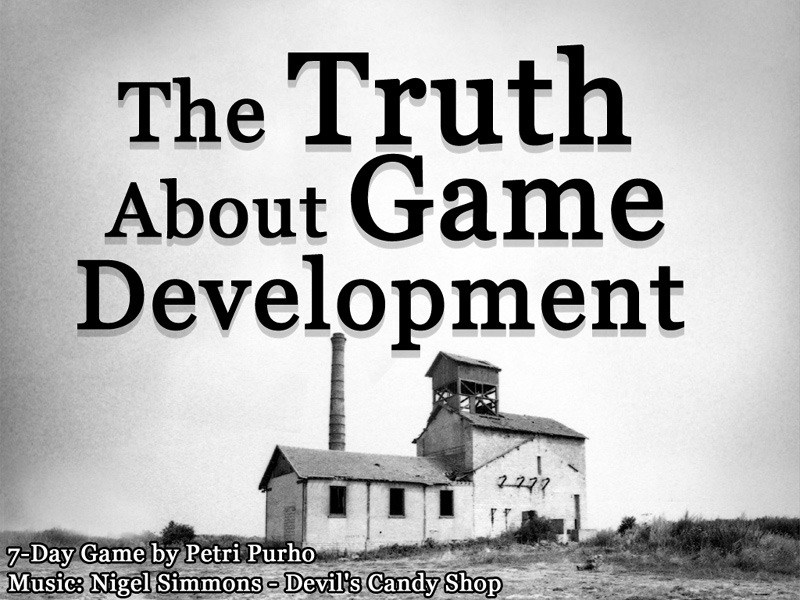 The Truth
About Game
Development
7-Day Game by Petri Purho
Music: Nigel Simmons - Devil's Candy Shop